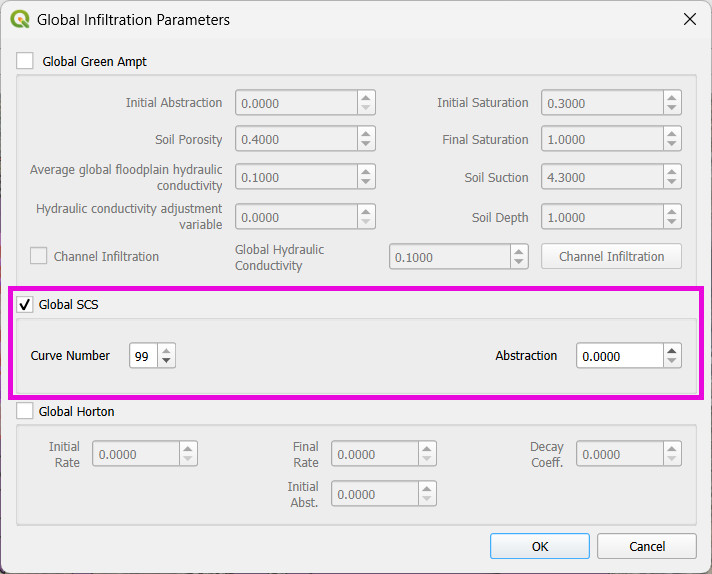 Global Infiltration Parameters
Global Green Ampt
Initial Abstraction 0.0000 Initial Saturation 0.3000
Soil Porosity 0.4000 Final Saturation 1.0000
Average global floodplain hydraulic
conductivity 0.1000 Soil Suction 4.3000
Hydraulic conductivity adjustment
variable 0.0000 Soil Depth 1.0000
Channel Infiltration Global Hydraulic
Conductivity 0.1000 Channel Infiltration
Global SCS
Curve Number 99 Abstraction 0.0000
Global Horton
Initial
Rate 0.0000 Final
Rate 0.0000 Decay
Coeff. 0.0000
Initial
Abst. 0.0000
OK Cancel